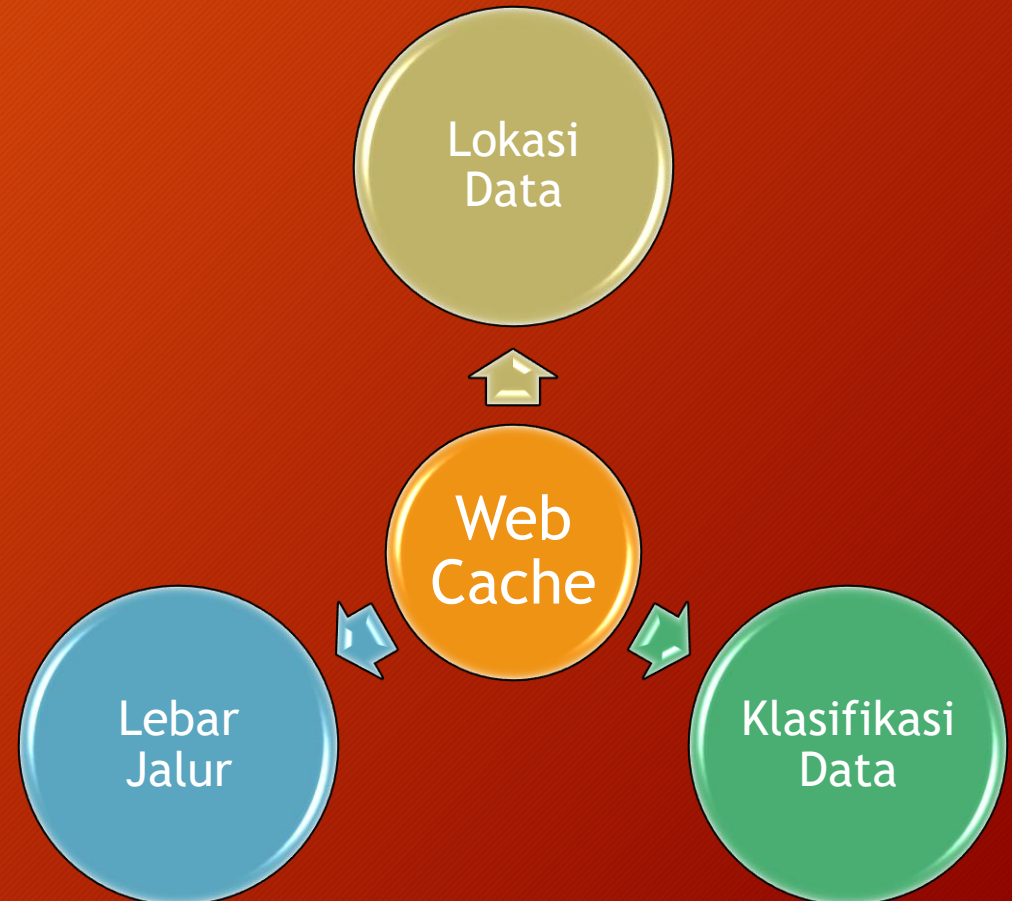 Lokasi
Data
Web
Cache
Lebar
Jalur
Klasifikasi
Data